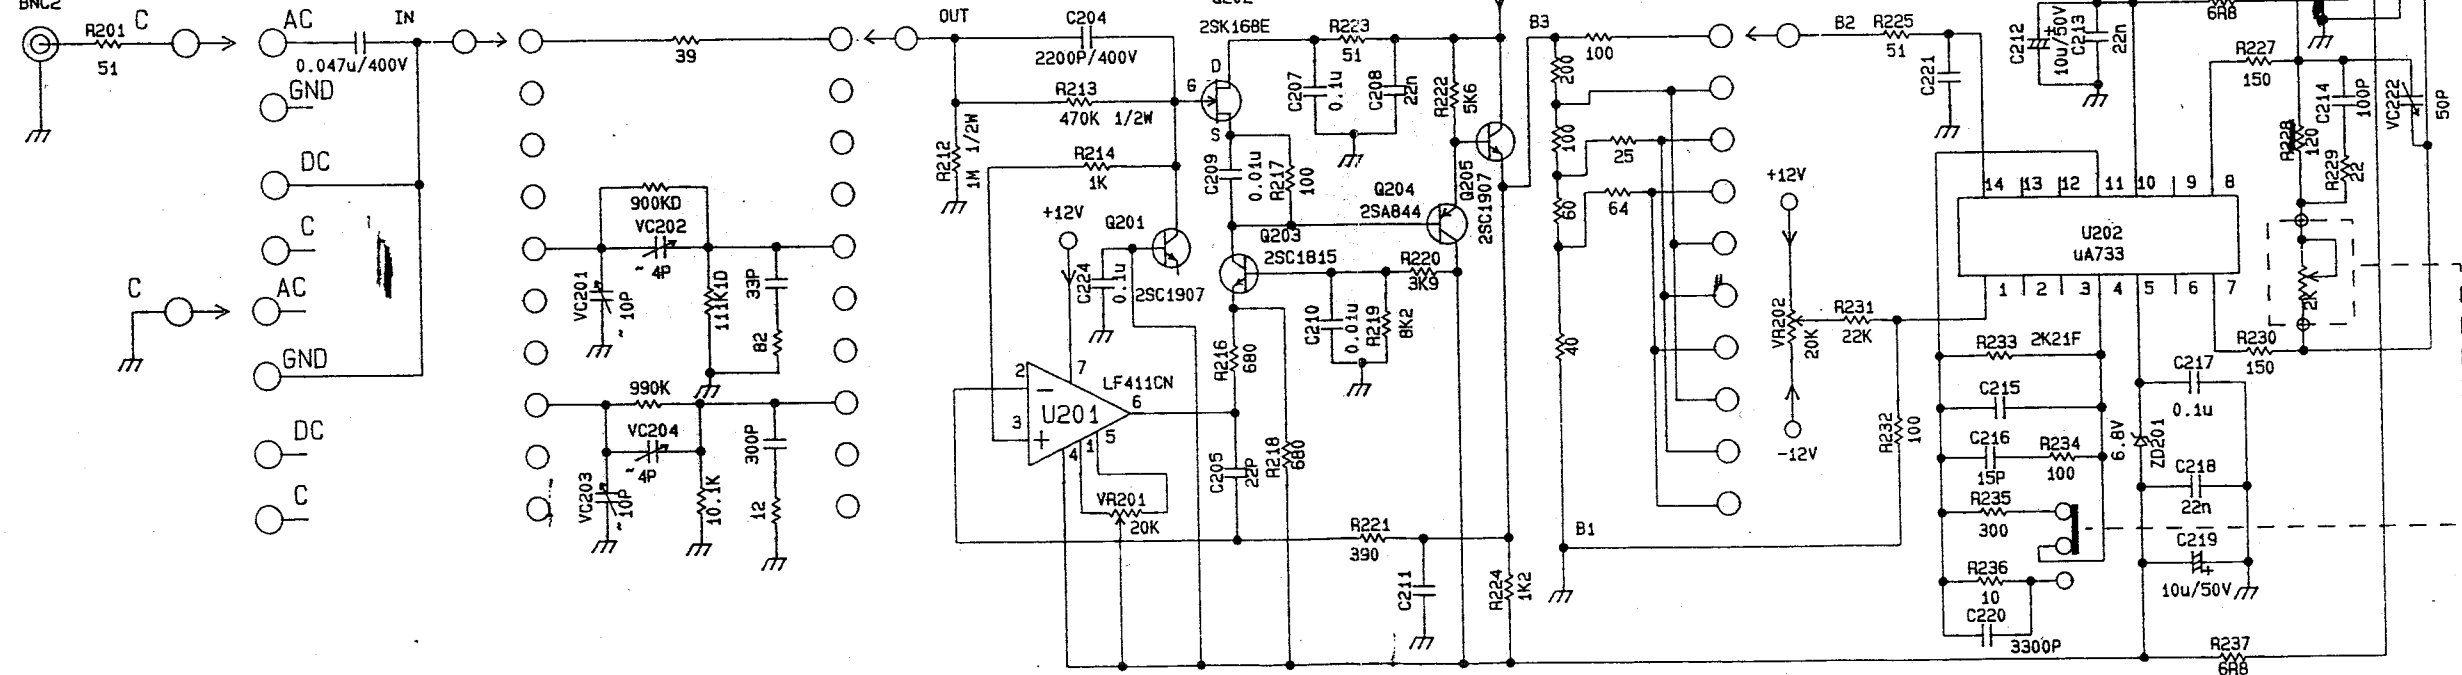 BNC2
R201
51
C
AC
GND
DC
C
AC
GND
DC
C
C
IN
0.047u/400V
39
900KD
VC202
~4P
VC201
~10P
111K1D
33P
82
990K
VC204
~4P
VC203
~10P
10.1K
300P
12
OUT
C204
2200P/400V
R213
470K 1/2W
R212
1M 1/2W
R214
1K
+12V
Q201
C224
0.1u
2SC1907
2
3
7
LF411CN
6
U201
4
1
5
VR201
20K
Q202
2SK168E
D
G
S
R223
51
C207
0.1u
C208
22n
R222
5K6
C209
0.01u
R217
100
Q204
2SA844
Q205
2SC1907
Q203
2SC1815
R220
3K9
C210
0.01u
R219
8K2
R216
680
C205
22P
R218
680
R221
390
C211
R224
1K2
B3
100
200
100
25
60
64
40
B1
+12V
VR202
20K
-12V
R231
22K
R232
100
B2
R225
51
C221
C212
10u/50V
C213
22n
6R8
14 13 12 11 10 9 8
U202
uA733
1 2 3 4 5 6 7
R227
150
R228
120
C214
100P
VC222
50P
R229
22
2K
R230
150
R233
2K21F
C215
C216
15P
R234
100
R235
300
R236
10
C220
3300P
6.8V
ZD201
C217
0.1u
C218
22n
C219
10u/50V
R237
6R8